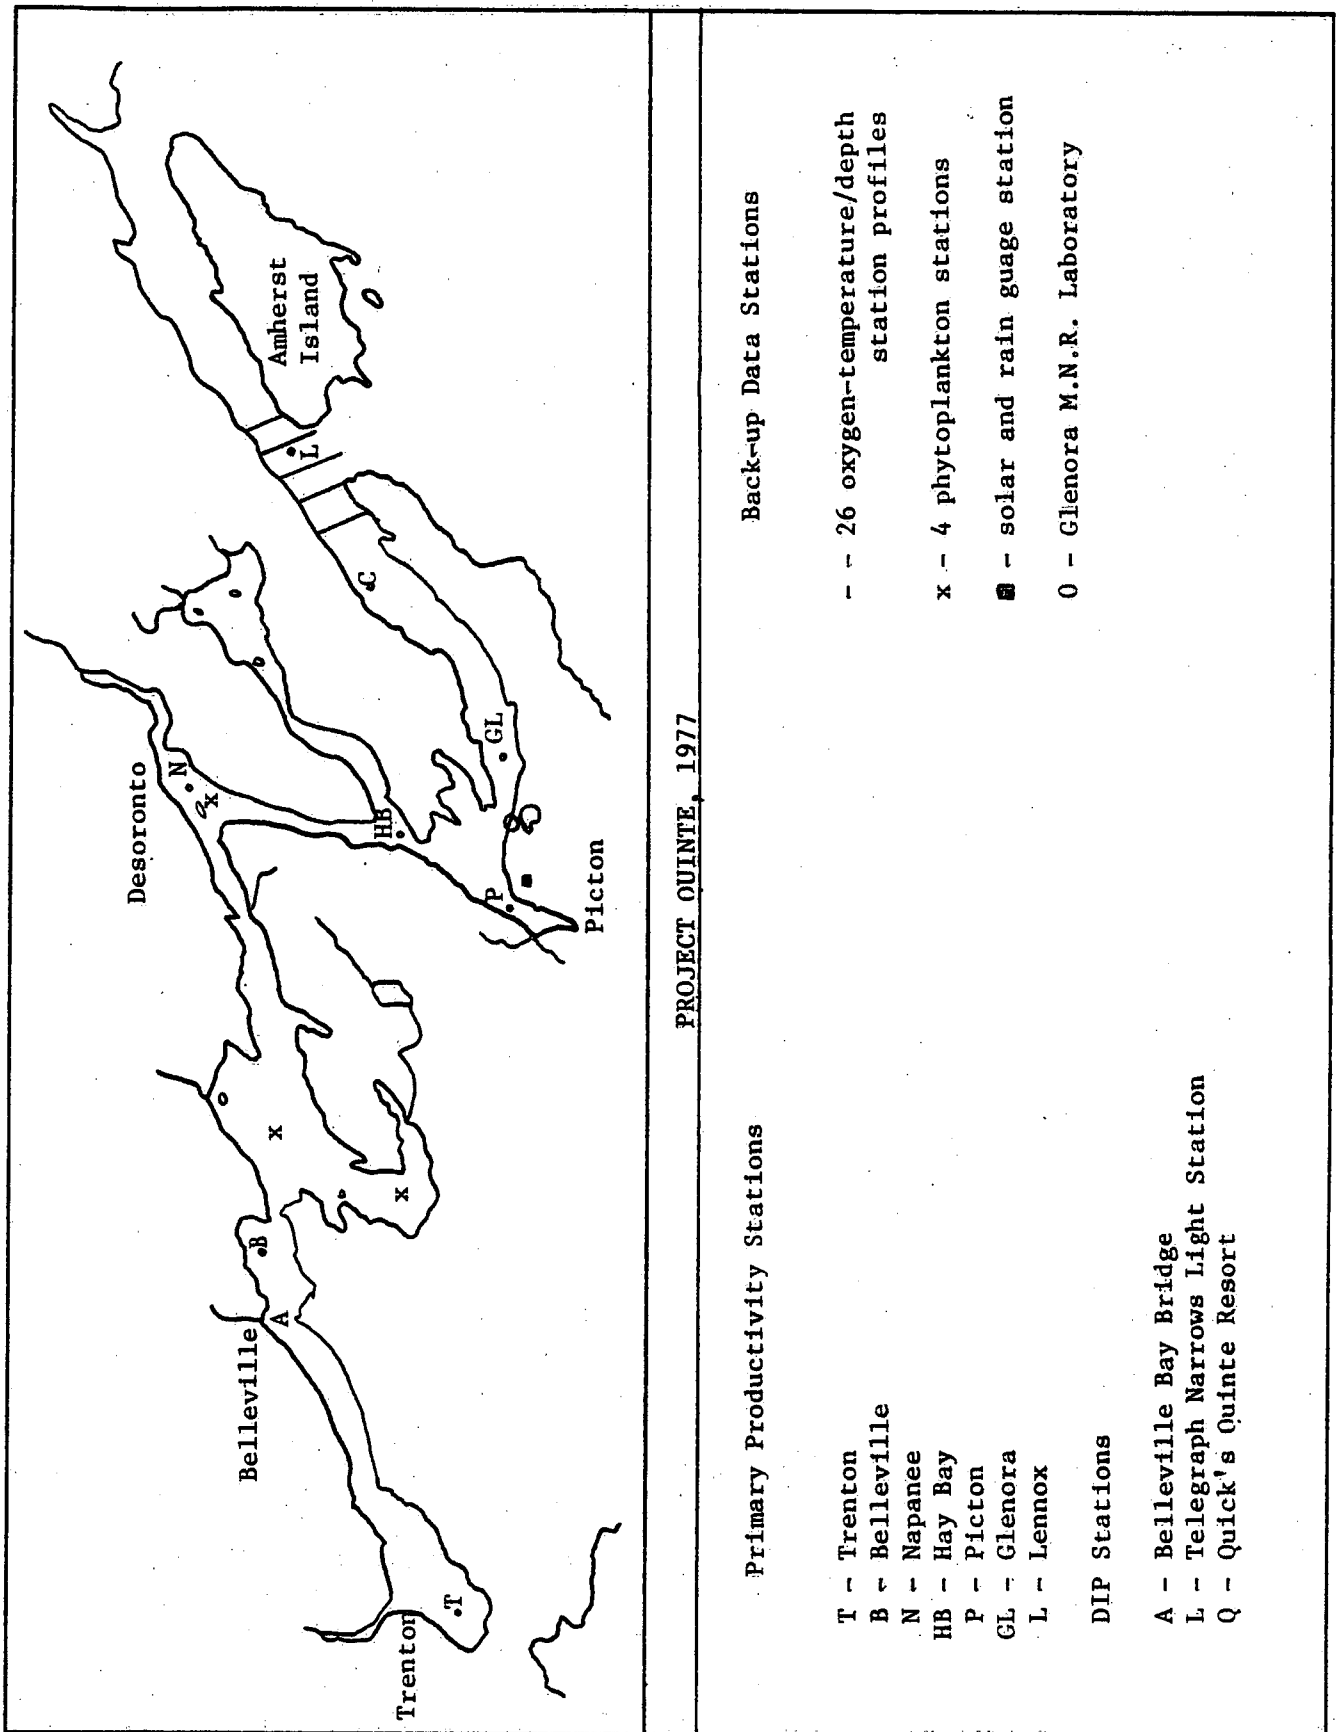 Trenton
T
Belleville
A
B
x
x
Desoronto
N
x
HB
P
Picton
GL
C
L
Amherst
Island
PROJECT QUINTE, 1977
Primary Productivity Stations
T - Trenton
B - Belleville
N - Napanee
HB - Hay Bay
P - Picton
GL - Glenora
L - Lennox
DIP Stations
A - Belleville Bay Bridge
L - Telegraph Narrows Light Station
Q - Quick's Quinte Resort
Back-up Data Stations
- - 26 oxygen-temperature/depth
station profiles
x - 4 phytoplankton stations
■ - solar and rain guage station
O - Glenora M.N.R. Laboratory